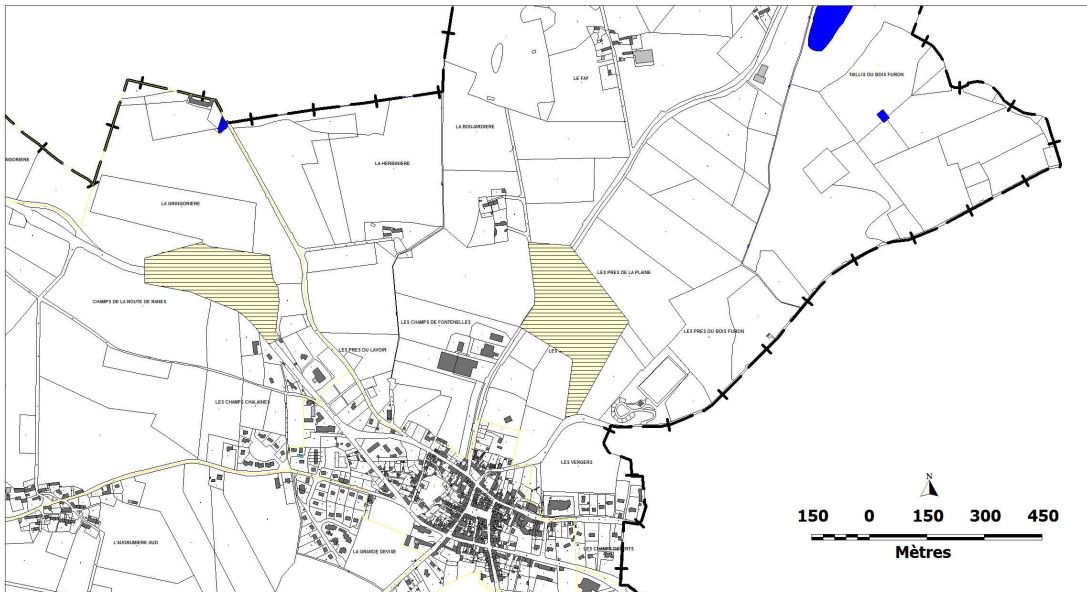 TAILLIS DU BOIS FURON
LE FAY
LA BOUJARDIERE
LA HERBINIERE
LA GRINGORIERE
LES PRES DE LA PLAINE
CHAMPS DE LA ROUTE DE RANES
LES CHAMPS DE FONTENELLES
LES PRES DU BOIS FURON
LES PRES DU LAVOIR
LES CHAMPS CHALAINES
LES VERGERS
L'AUGRUMIERE-SUD
LA GRANDE DEVISE
N
150 0 150 300 450
Mètres